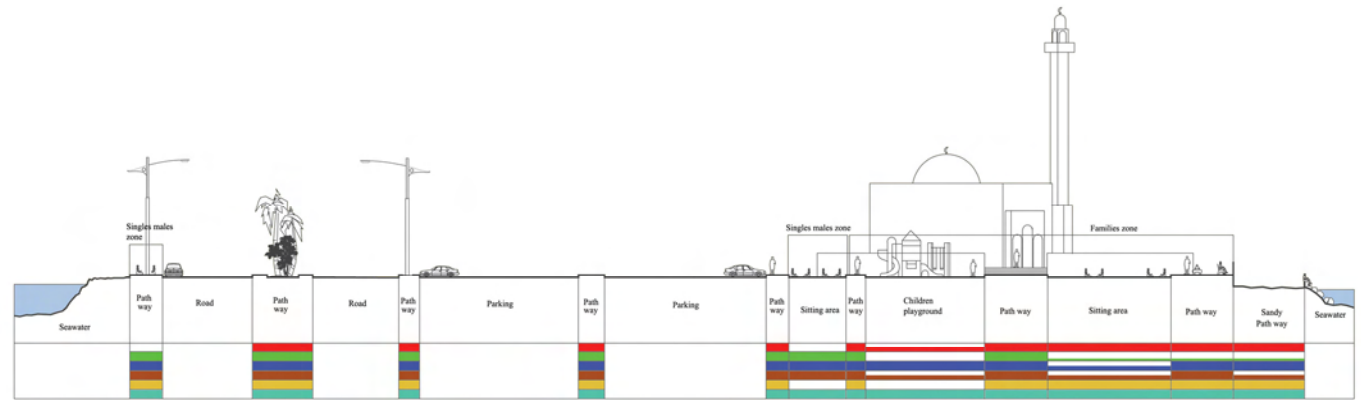 Singles males
zone
Singles males zone
Families zone
Seawater
Path
way
Road
Path
way
Road
Path
way
Parking
Path
way
Parking
Path
way
Sitting area
Path
way
Children
playground
Path way
Sitting area
Path way
Sandy
Path way
Seawater